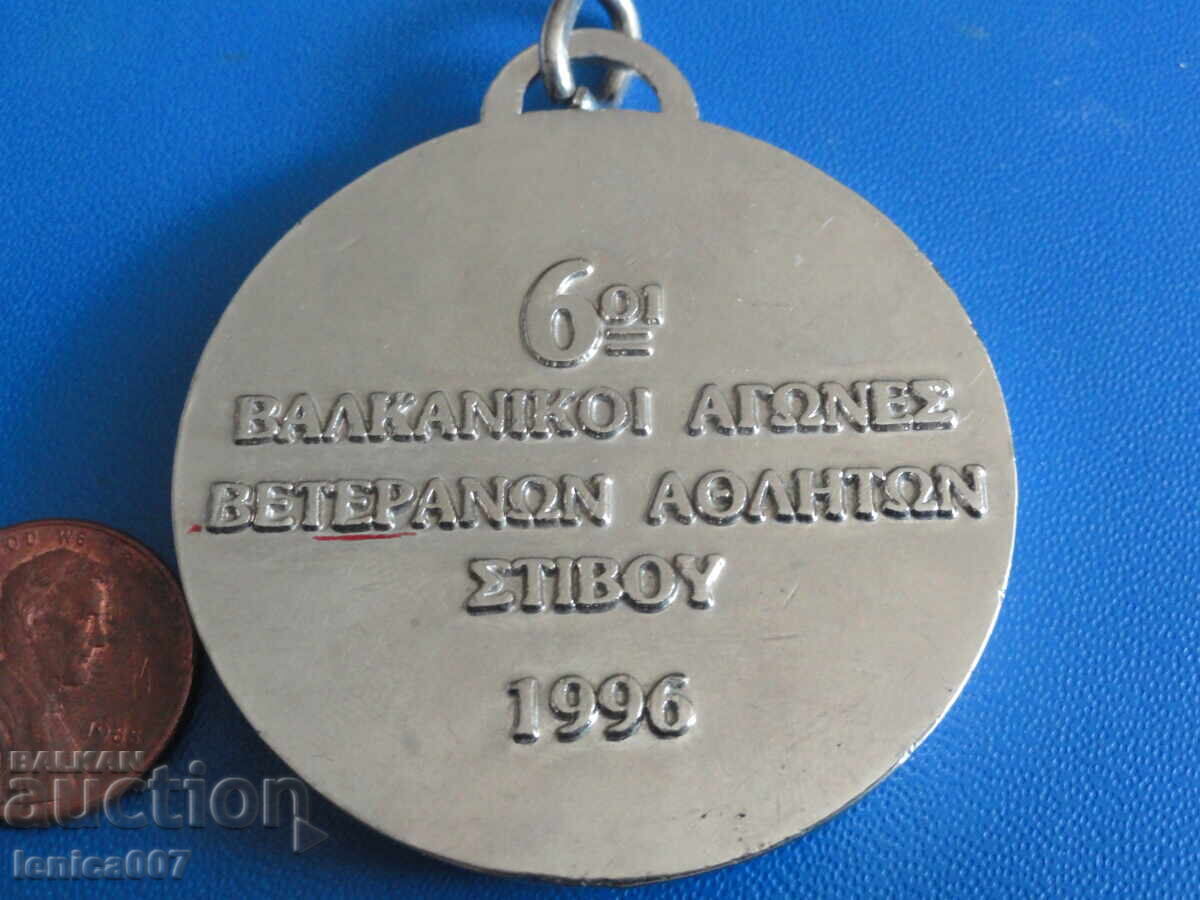 6οι
ΒΑΛΚΑΝΙΚΟΙ ΑΓΩΝΕΣ
ΒΕΤΕΡΑΝΩΝ ΑΘΛΗΤΩΝ
ΣΤΙΒΟΥ
1996
BALKAN
auction
lenica007